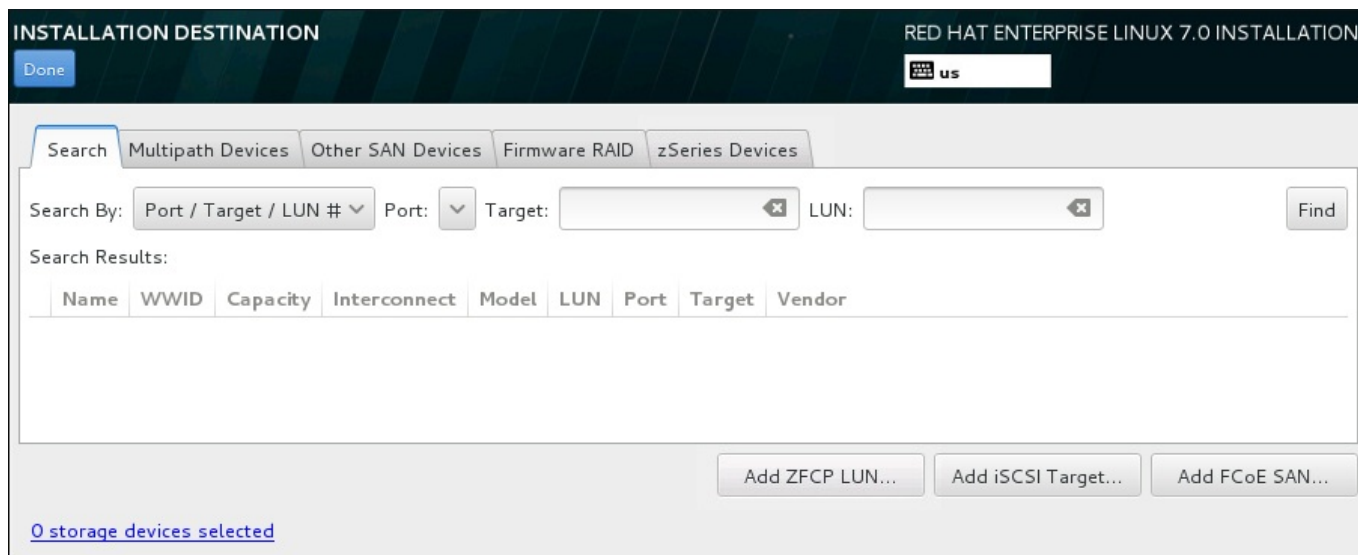 INSTALLATION DESTINATION
RED HAT ENTERPRISE LINUX 7.0 INSTALLATION
Done
us
Search Multipath Devices Other SAN Devices Firmware RAID zSeries Devices
Search By: Port / Target / LUN # Port: Target: LUN: Find
Search Results:
Name WWID Capacity Interconnect Model LUN Port Target Vendor
Add ZFCP LUN... Add iSCSI Target... Add FCoE SAN...
0 storage devices selected